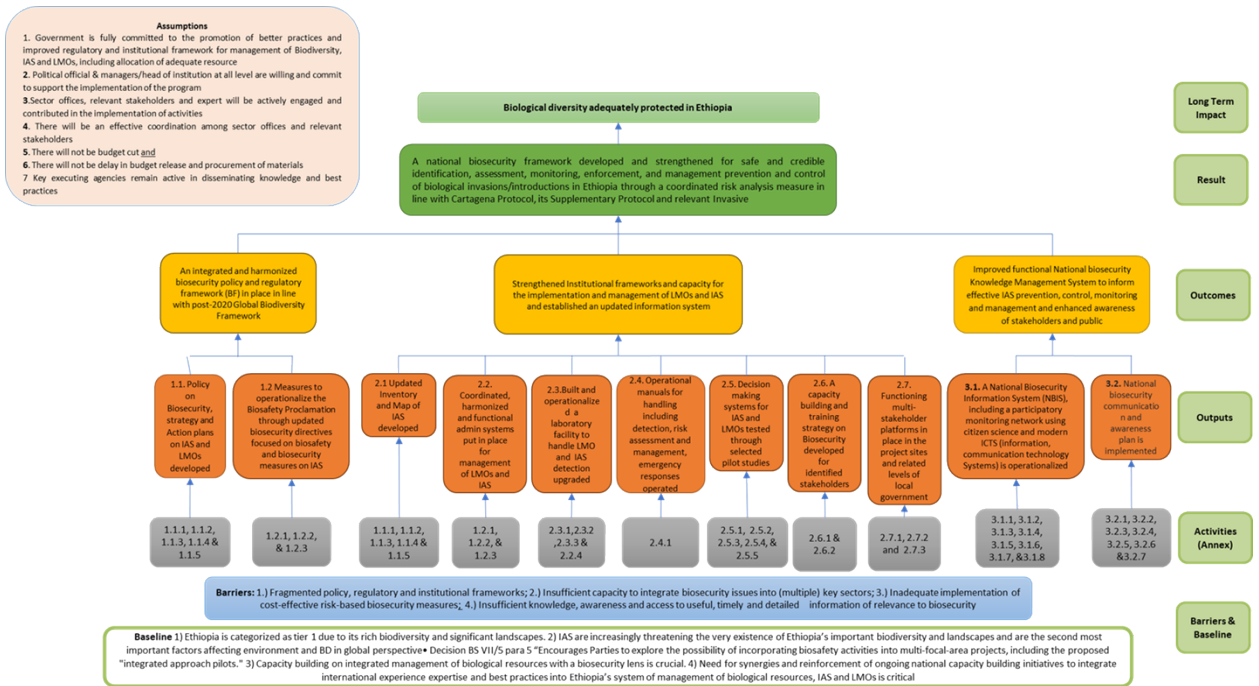 Assumptions
1. Government is fully committed to the promotion of better practices and
improved regulatory and institutional framework for management of Biodiversity,
IAS and LMOs, including allocation of adequate resource
2. Political official & managers/head of institution at all level are willing and commit
to support the implementation of the program
3.Sector offices, relevant stakeholders and expert will be actively engaged and
contributed in the implementation of activities
4. There will be an effective coordination among sector offices and relevant
stakeholders
5. There will not be budget cut and
6. There will not be delay in budget release and procurement of materials
7 Key executing agencies remain active in disseminating knowledge and best
practices
Biological diversity adequately protected in Ethiopia
Long Term
Impact
A national biosecurity framework developed and strengthened for safe and credible
identification, assessment, monitoring, enforcement, and management prevention and control
of biological invasions/introductions in Ethiopia through a coordinated risk analysis measure in
line with Cartagena Protocol, its Supplementary Protocol and relevant Invasive
Result
An integrated and harmonized
biosecurity policy and regulatory
framework (BF) in place in line
with post-2020 Global Biodiversity
Framework
Strengthened Institutional frameworks and capacity for
the implementation and management of LMOs and IAS
and established an updated information system
Improved functional National biosecurity
Knowledge Management System to inform
effective IAS prevention, control, monitoring
and management and enhanced awareness of
stakeholders and public
Outcomes
1.1. Policy
on
Biosecurity,
strategy and
Action plans
on IAS and
LMOs
developed
1.2 Measures to
operationalize the
Biosafety Proclamation
through updated
biosecurity directives
focused on biosafety
and biosecurity
measures on IAS
2.1 Updated
Inventory
and Map of
IAS
developed
2.2.
Coordinated,
harmonized
and functional
admin systems
put in place
for
management
of LMOs and
IAS
2.3. Built and
operationalize
d a
laboratory
facility to
handle LMO
and IAS
detection
upgraded
2.4. Operational
manuals for
handling including
detection, risk
assessment and
management,
emergency
responses
operated
2.5. Decision
making
systems for
IAS and
LMOs tested
through
selected
pilot studies
2.6. A
capacity
building and
training
strategy on
Biosecurity
developed for
identified
stakeholders
2.7.
Functioning
multi-
stakeholder
platforms in
place in the
project sites
and related
levels of
local
government
3.1. A National Biosecurity
Information System (NBIS),
including a participatory
monitoring network using
citizen science and modern
ICTS (information,
communication technology
Systems) is operationalized
3.2. National
biosecurity
communicatio
n and
awareness
plan is
implemented
Outputs
1.1.1, 1.1.2,
1.1.3, 1.1.4 &
1.1.5
1.2.1, 1.2.2,
& 1.2.3
1.1.1, 1.1.2,
1.1.3, 1.1.4 &
1.1.5
1.2.1,
1.2.2, &
1.2.3
2.3.1,2.3.2
,2.3.3 &
2.2.4
2.4.1
2.5.1, 2.5.2,
2.5.3, 2.5.4, &
2.5.5
2.6.1 &
2.6.2
2.7.1, 2.7.2
and 2.7.3
3.1.1, 3.1.2,
3.1.3, 3.1.4,
3.1.5, 3.1.6,
3.1.7, &3.1.8
3.2.1, 3.2.2,
3.2.3, 3.2.4,
3.2.5, 3.2.6
&3.2.7
Activities
(Annex)
Barriers: 1.) Fragmented policy, regulatory and institutional frameworks; 2.) Insufficient capacity to integrate biosecurity issues into (multiple) key sectors; 3.) Inadequate implementation of
cost-effective risk-based biosecurity measures; 4.) Insufficient knowledge, awareness and access to useful, timely and detailed information of relevance to biosecurity
Barriers &
Baseline
Baseline 1) Ethiopia is categorized as tier 1 due to its rich biodiversity and significant landscapes. 2) IAS are increasingly threatening the very existence of Ethiopia's important biodiversity and landscapes and are the second most
important factors affecting environment and BD in global perspective• Decision BS VII/5 para 5 "Encourages Parties to explore the possibility of incorporating biosafety activities into multi-focal-area projects, including the proposed
"integrated approach pilots." 3) Capacity building on integrated management of biological resources with a biosecurity lens is crucial. 4) Need for synergies and reinforcement of ongoing national capacity building initiatives to integrate
international experience expertise and best practices into Ethiopia's system of management of biological resources, IAS and LMOs is critical